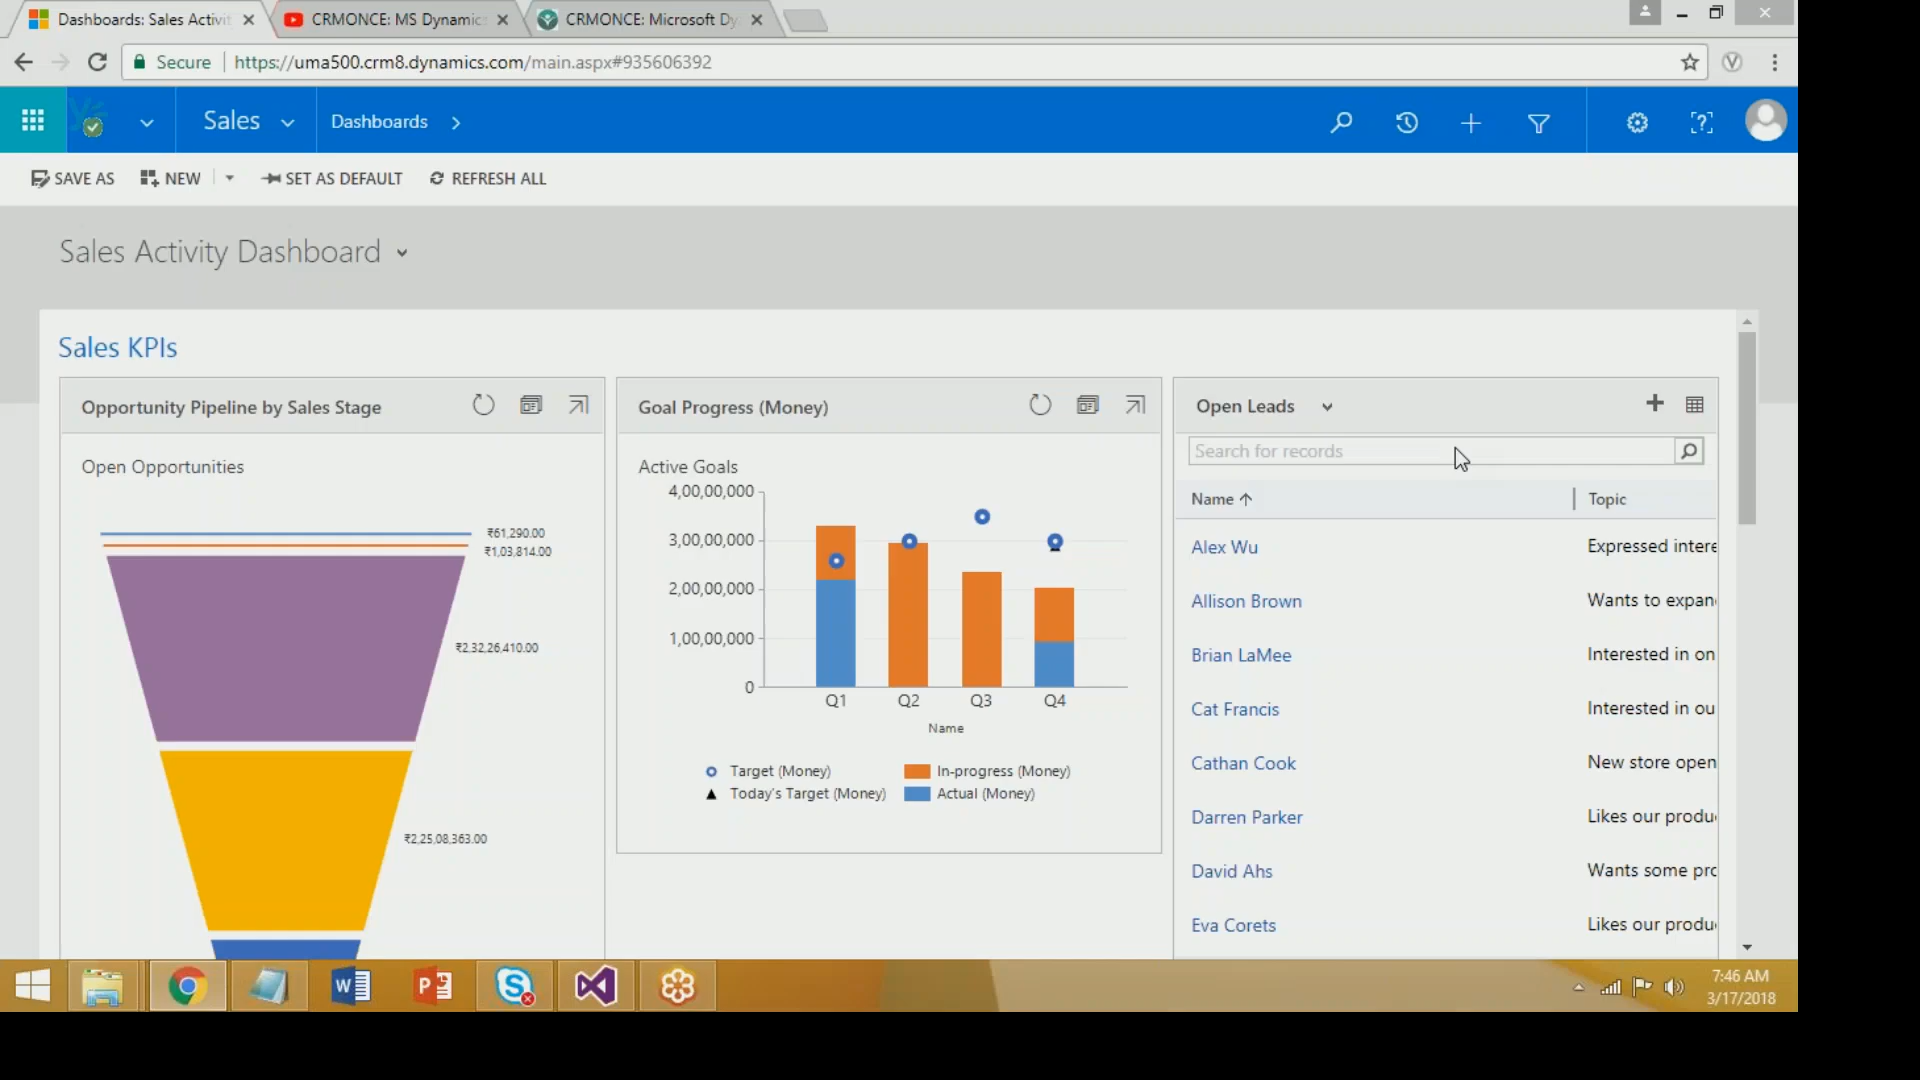 Dashboards: Sales Activit
CRMONCE: MS Dynamics
CRMONCE: Microsoft Dy
Secure
https://uma500.crm8.dynamics.com/main.aspx#935606392
Sales
Dashboards
SAVE AS
NEW
SET AS DEFAULT
REFRESH ALL
Sales Activity Dashboard
Sales KPIs
Opportunity Pipeline by Sales Stage
Open Opportunities
₹61,290.00
₹1,03,814.00
₹2,32,26,410.00
₹2,25,08,363.00
Goal Progress (Money)
Active Goals
4,00,00,000
3,00,00,000
2,00,00,000
1,00,00,000
0
Q1 Q2 Q3 Q4
Name
Target (Money)
In-progress (Money)
Today's Target (Money)
Actual (Money)
Open Leads
Search for records
Name Topic
Alex Wu Expressed intere
Allison Brown Wants to expan
Brian LaMee Interested in on
Cat Francis Interested in ou
Cathan Cook New store open
Darren Parker Likes our produ
David Ahs Wants some pro
Eva Corets Likes our produ
7:46 AM
3/17/2018